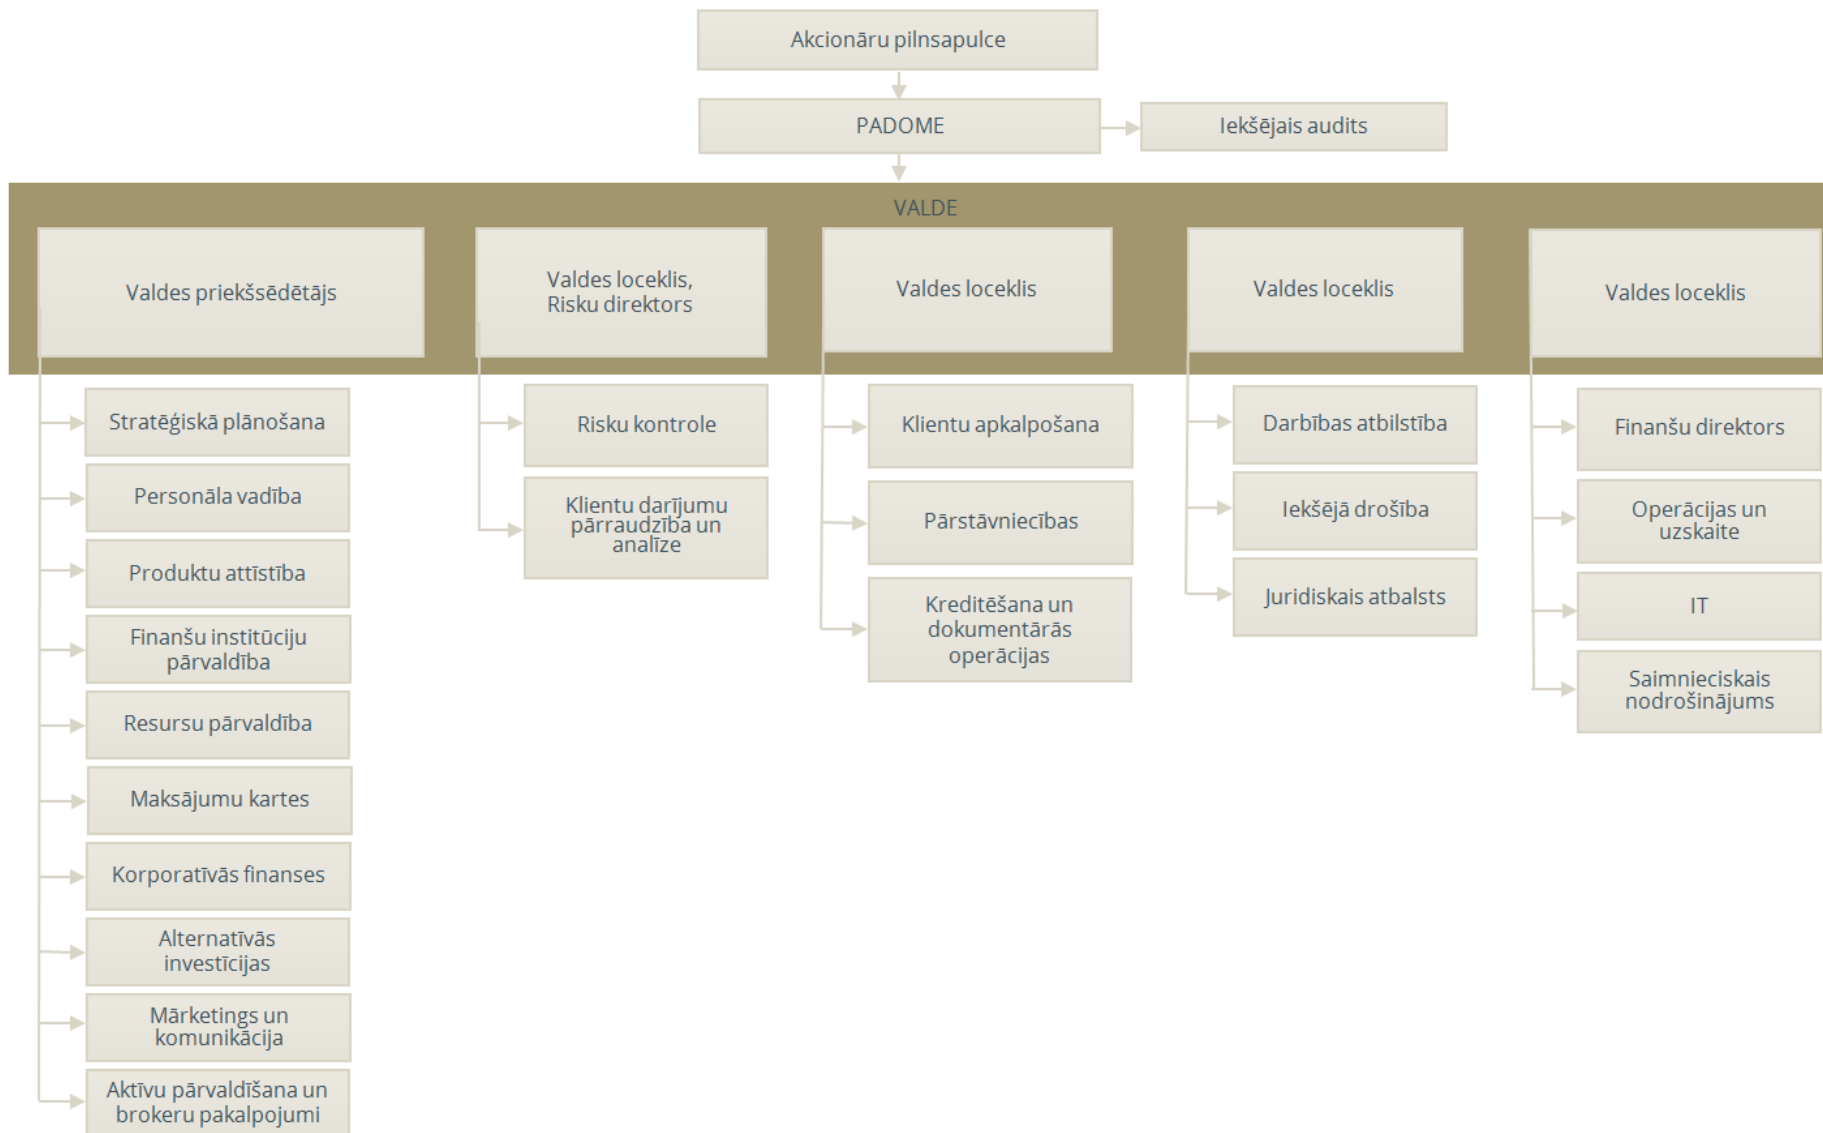 Akcionāru pilnsapulce
PADOME
Iekšējais audits
VALDE
Valdes priekšsēdētājs
Valdes loceklis,
Risku direktors
Valdes loceklis
Valdes loceklis
Valdes loceklis
Stratēģiskā plānošana
Personāla vadība
Produktu attīstība
Finanšu institūciju
pārvaldība
Resursu pārvaldība
Maksājumu kartes
Korporatīvās finanses
Alternatīvās
investīcijas
Mārketings un
komunikācija
Aktīvu pārvaldīšana un
brokeru pakalpojumi
Risku kontrole
Klientu darījumu
pārraudzība un
analīze
Klientu apkalpošana
Pārstāvniecības
Kreditēšana un
dokumentārās
operācijas
Darbības atbilstība
Iekšējā drošība
Juridiskais atbalsts
Finanšu direktors
Operācijas un
uzskaite
IT
Saimnieciskais
nodrošinājums